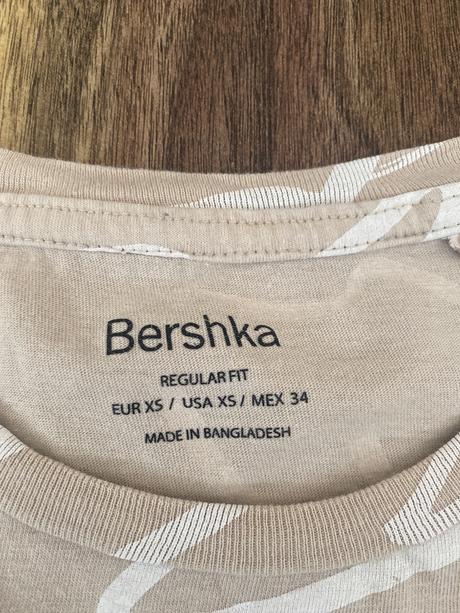 Bershka
REGULAR FIT
EUR XS / USA XS / MEX 34
MADE IN BANGLADESH